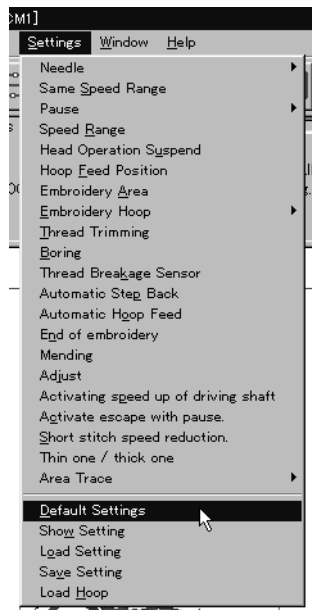 CM1]
Settings Window Help
Needle
Same Speed Range
Pause
Speed Range
Head Operation Suspend
Hoop Feed Position
Embroidery Area
Embroidery Hoop
Thread Trimming
Boring
Thread Breakage Sensor
Automatic Step Back
Automatic Hoop Feed
End of embroidery
Mending
Adjust
Activating speed up of driving shaft
Activate escape with pause.
Short stitch speed reduction.
Thin one / thick one
Area Trace
Default Settings
Show Setting
Load Setting
Save Setting
Load Hoop